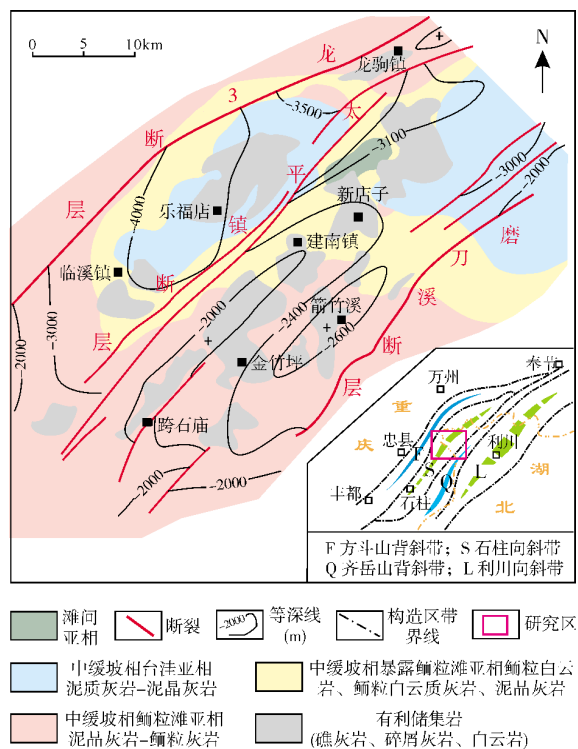 0 10km
N
龙驹镇
龙
3
断
层
-3500
太
平
镇
断
层
-3100
-4000
乐福店
新店子
建南镇
临溪镇
-3000
-2000
磨
刀
溪
断
层
-2000
-3000
-2000
-2400
-2600
箭竹溪
金竹坪
跨石庙
-2000
-2000
奉节
万州
重
庆
忠县
F
S
Q
L
利川
湖
北
丰都
石柱
F 方斗山背斜带；S 石柱向斜带
Q 齐岳山背斜带；L 利川向斜带
滩间
亚相
断裂
-2000
等深线
(m)
构造区带
界线
研究区
中缓坡相台洼亚相
泥质灰岩-泥晶灰岩
中缓坡相暴露鲕粒滩亚相鲕粒白云
岩、鲕粒白云质灰岩、泥晶灰岩
中缓坡相鲕粒滩亚相
泥晶灰岩-鲕粒灰岩
有利储集岩
(礁灰岩、碎屑灰岩、白云岩)